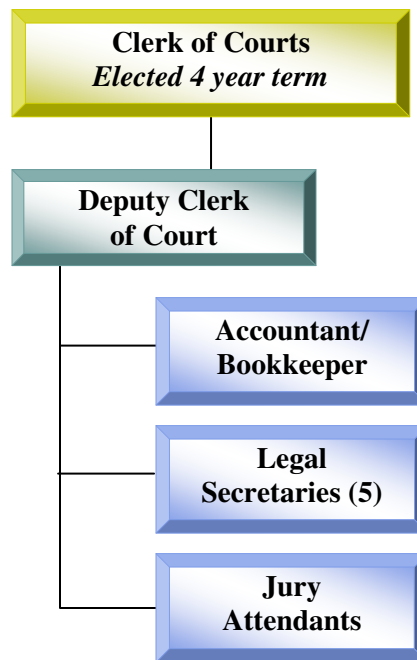 Clerk of Courts
Elected 4 year term
Deputy Clerk
of Court
Accountant/
Bookkeeper
Legal
Secretaries (5)
Jury
Attendants